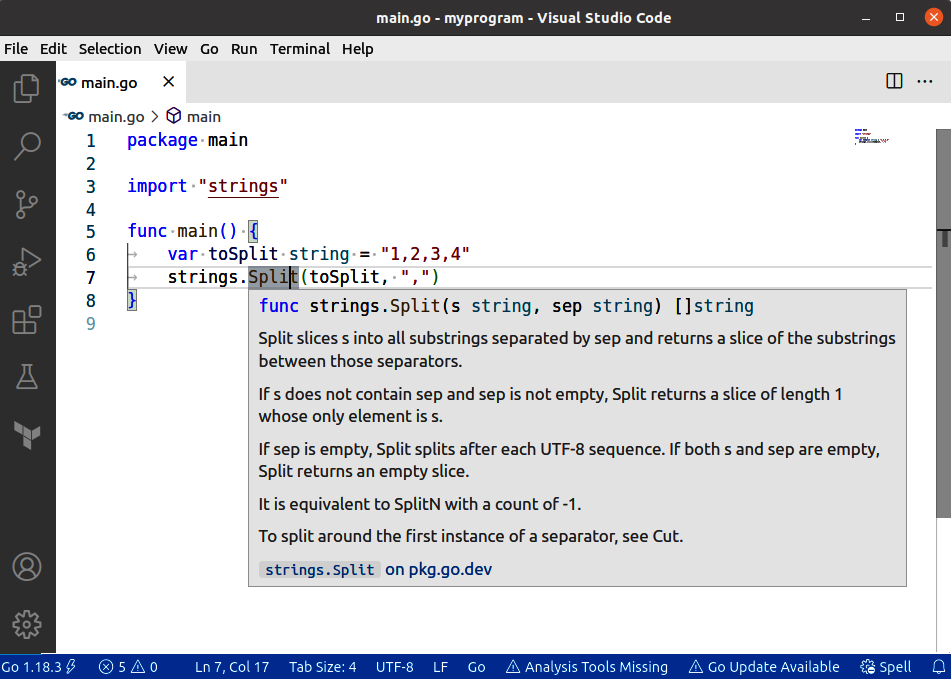 main.go - myprogram - Visual Studio Code
File Edit Selection View Go Run Terminal Help
GO main.go
GO main.go > main
1 package main
2
3 import "strings"
4
5 func main() {
6 var toSplit string = "1,2,3,4"
7 strings.Split(toSplit, ",")
8 }
9
func strings.Split(s string, sep string) []string
Split slices s into all substrings separated by sep and returns a slice of the substrings
between those separators.
If s does not contain sep and sep is not empty, Split returns a slice of length 1
whose only element is s.
If sep is empty, Split splits after each UTF-8 sequence. If both s and sep are empty,
Split returns an empty slice.
It is equivalent to SplitN with a count of -1.
To split around the first instance of a separator, see Cut.
strings.Split on pkg.go.dev
Go 1.18.3 5 0 Ln 7, Col 17 Tab Size: 4 UTF-8 LF Go Analysis Tools Missing Go Update Available Spell